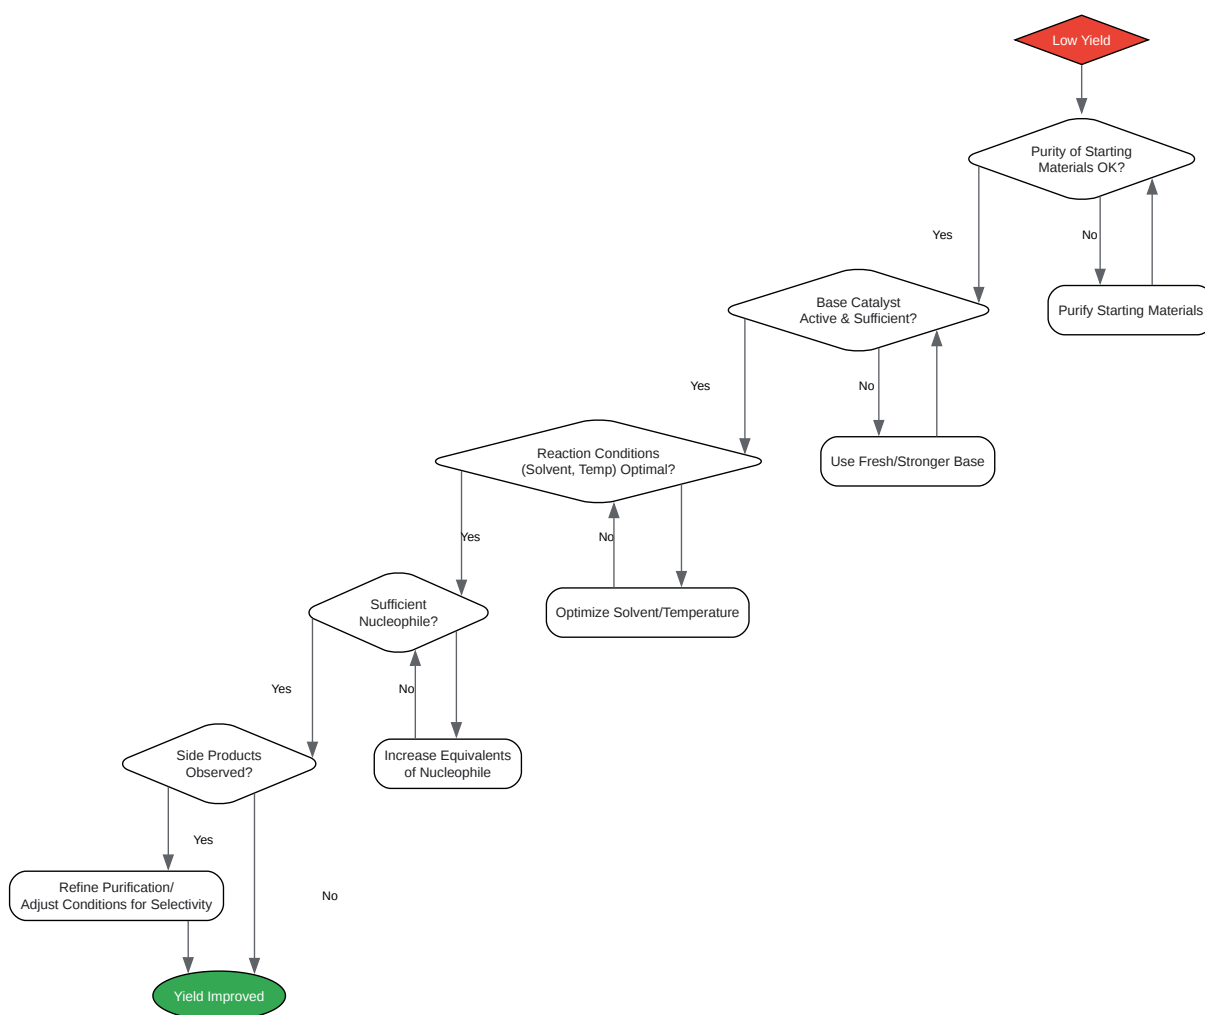 Low Yield
Purity of Starting
Materials OK?
Yes
No
Base Catalyst
Active & Sufficient?
Purify Starting Materials
Yes
No
Reaction Conditions
(Solvent, Temp) Optimal?
Use Fresh/Stronger Base
Yes
No
Sufficient
Nucleophile?
Optimize Solvent/Temperature
Yes
No
Side Products
Observed?
Increase Equivalents
of Nucleophile
Yes
Refine Purification/
Adjust Conditions for Selectivity
No
Yield Improved